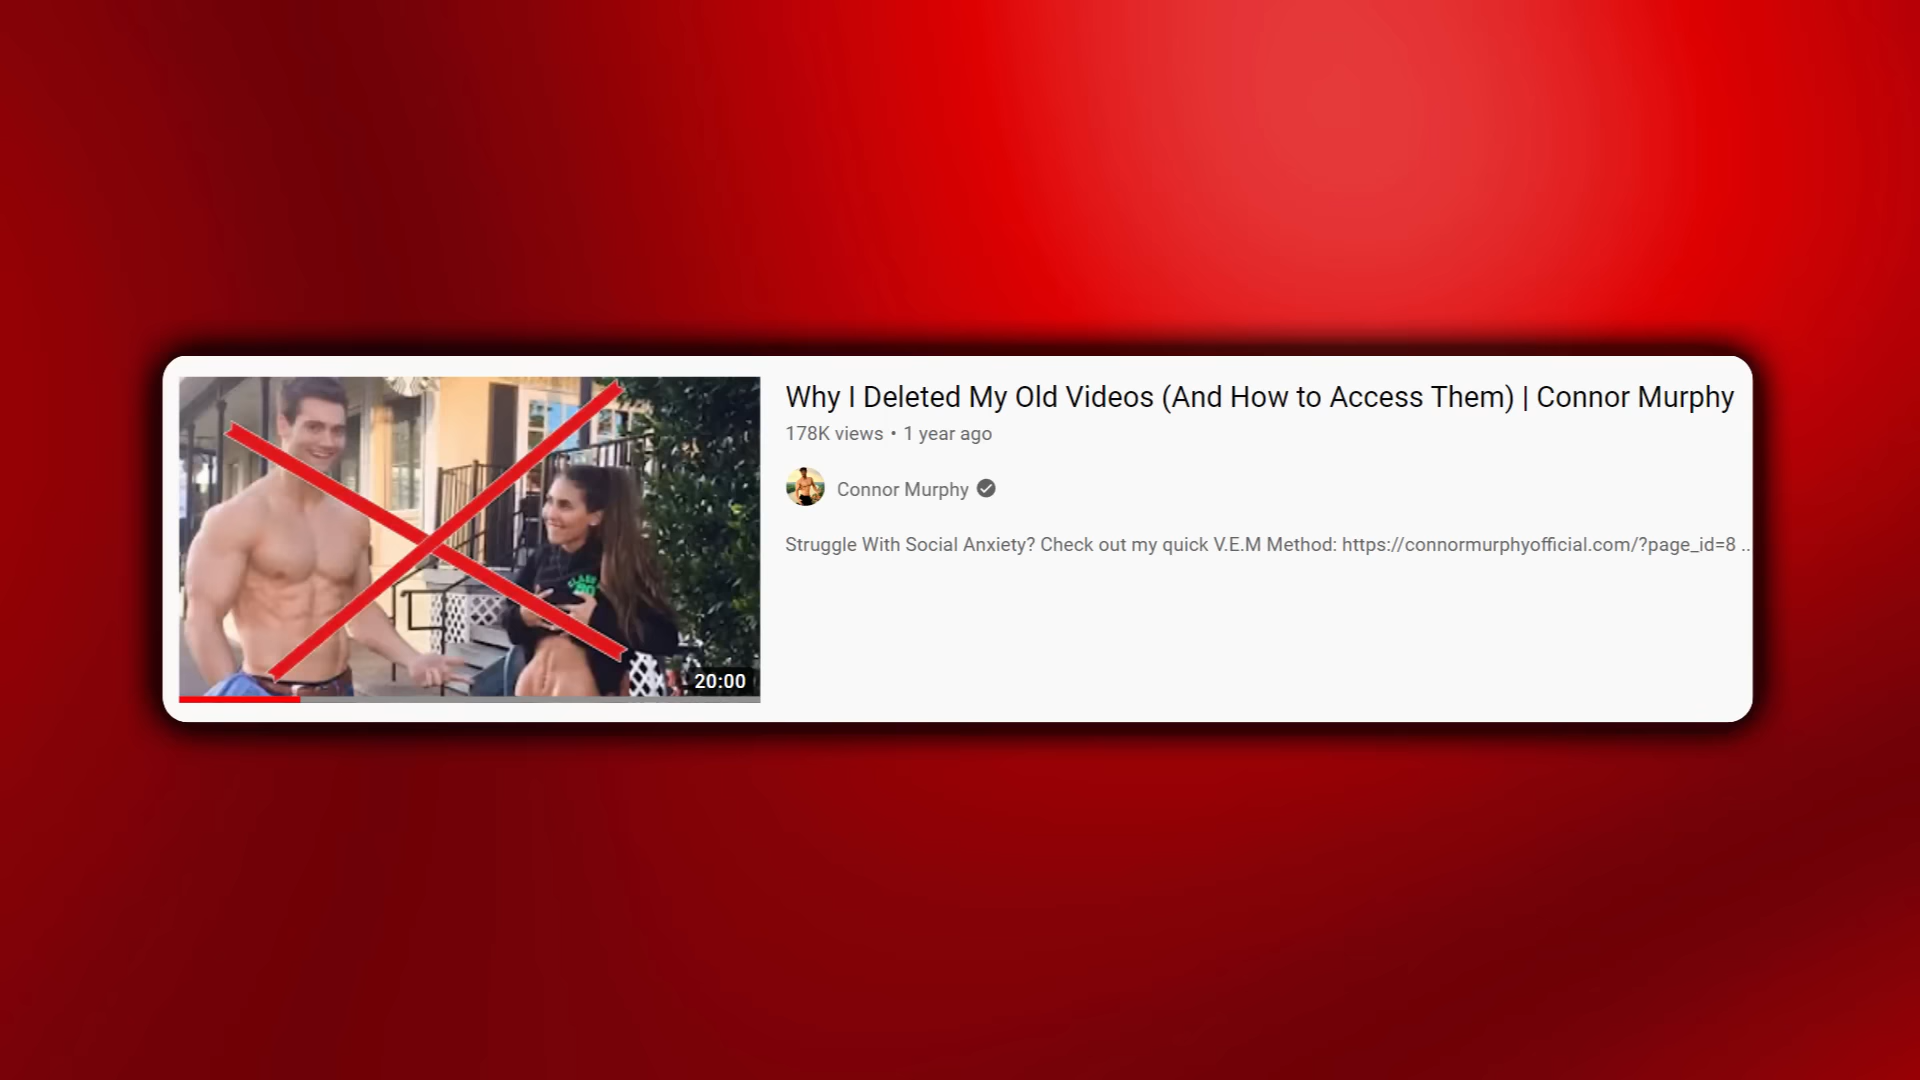 Why I Deleted My Old Videos (And How to Access Them) | Connor Murphy
178K views • 1 year ago
Connor Murphy
Struggle With Social Anxiety? Check out my quick V.E.M Method: https://connormurphyofficial.com/?page_id=8 ...
20:00